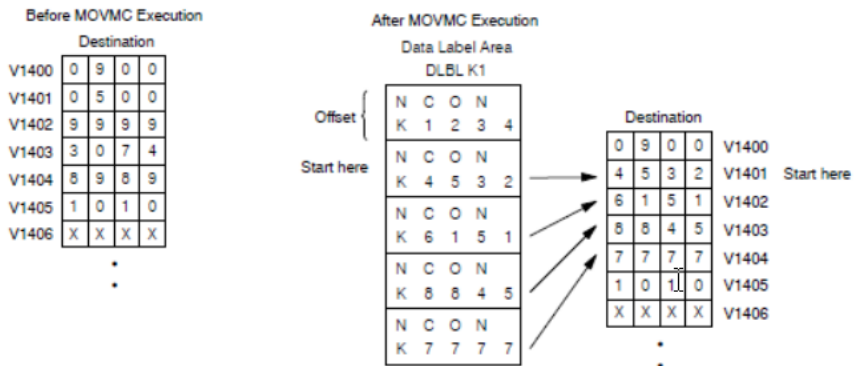 Before MOVMC Execution
Destination
V1400 0 9 0 0
V1401 0 5 0 0
V1402 9 9 9 9
V1403 3 0 7 4
V1404 8 9 8 9
V1405 1 0 1 0
V1406 X X X X
After MOVMC Execution
Data Label Area
DLBL K1
Offset
N C O N
K 1 2 3 4
Start here
N C O N
K 4 5 3 2
N C O N
K 6 1 5 1
N C O N
K 8 8 4 5
N C O N
K 7 7 7 7
Destination
0 9 0 0 V1400
4 5 3 2 V1401 Start here
6 1 5 1 V1402
8 8 4 5 V1403
7 7 7 7 V1404
1 0 1 0 V1405
X X X X V1406